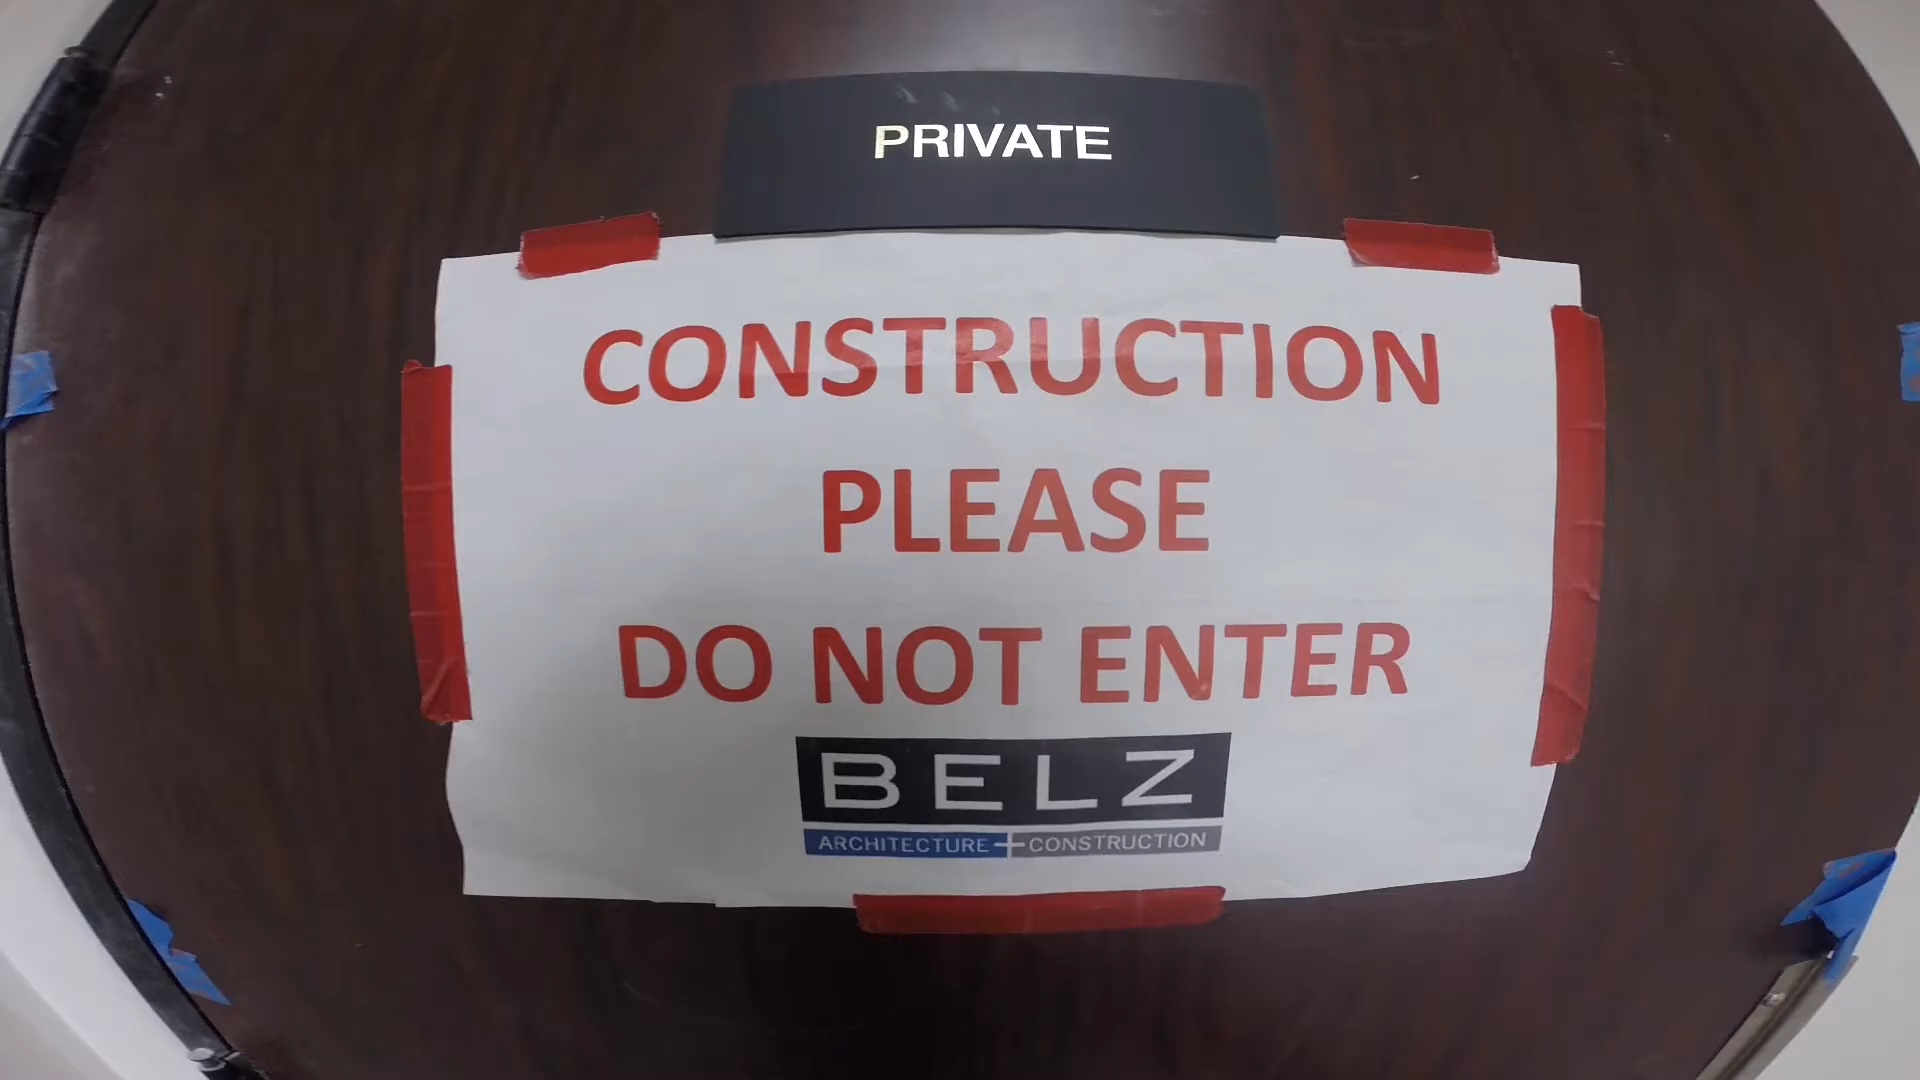 PRIVATE
CONSTRUCTION
PLEASE
DO NOT ENTER
BELZ
ARCHITECTURE+CONSTRUCTION